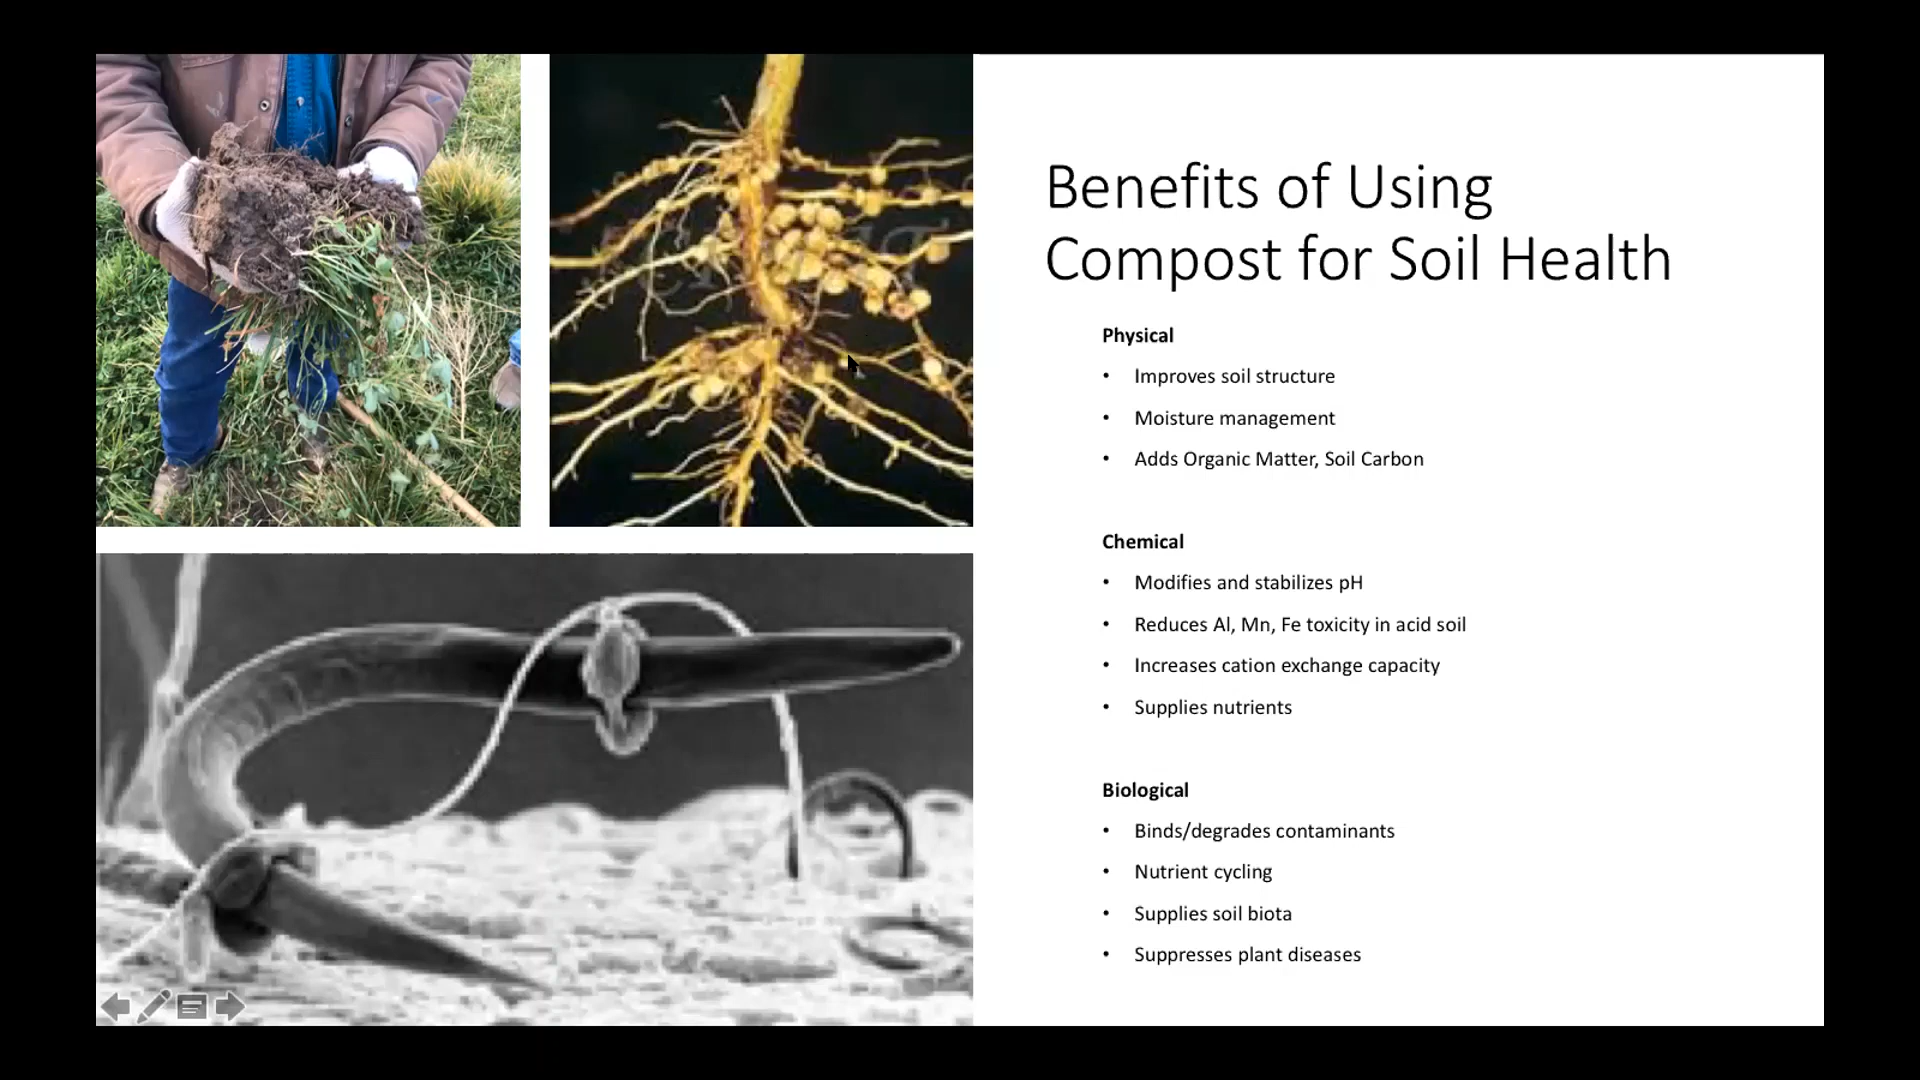 Benefits of Using
Compost for Soil Health
Physical
• Improves soil structure
• Moisture management
• Adds Organic Matter, Soil Carbon
Chemical
• Modifies and stabilizes pH
• Reduces Al, Mn, Fe toxicity in acid soil
• Increases cation exchange capacity
• Supplies nutrients
Biological
• Binds/degrades contaminants
• Nutrient cycling
• Supplies soil biota
• Suppresses plant diseases